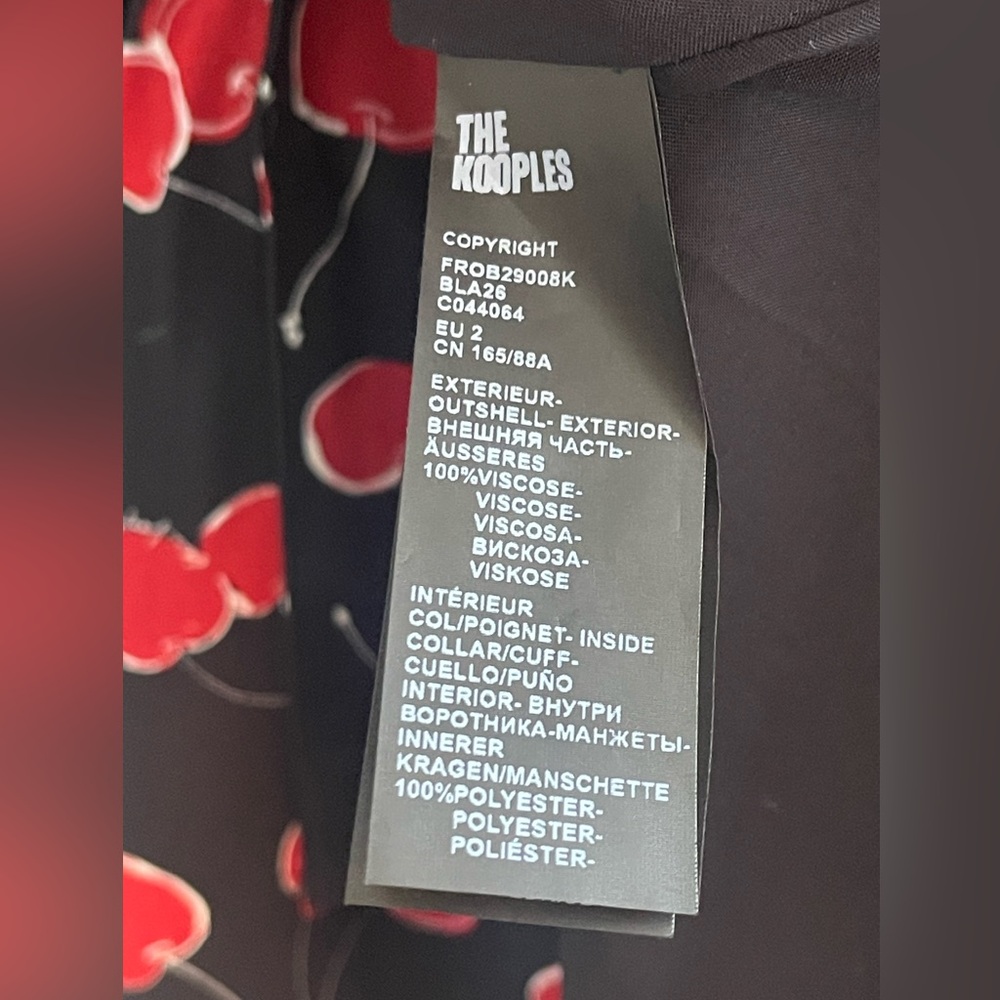 THE
KOOPLES
COPYRIGHT
FROB29008K
BLA26
C044064
EU 2
CN 165/88A
EXTERIEUR-
OUTSHELL- EXTERIOR-
ВНЕШНЯЯ ЧАСТЬ-
ÄUSSERES
100%VISCOSE-
VISCOSE-
VISCOSA-
ВИСКОЗА-
VISKOSE
INTÉRIEUR
COL/POIGNET- INSIDE
COLLAR/CUFF-
CUELLO/PUÑO
INTERIOR- ВНУТРИ
ВОРОТНИКА-МАНЖЕТЫ-
INNERER
KRAGEN/MANSCHETTE
100%POLYESTER-
POLYESTER-
POLIÉSTER-